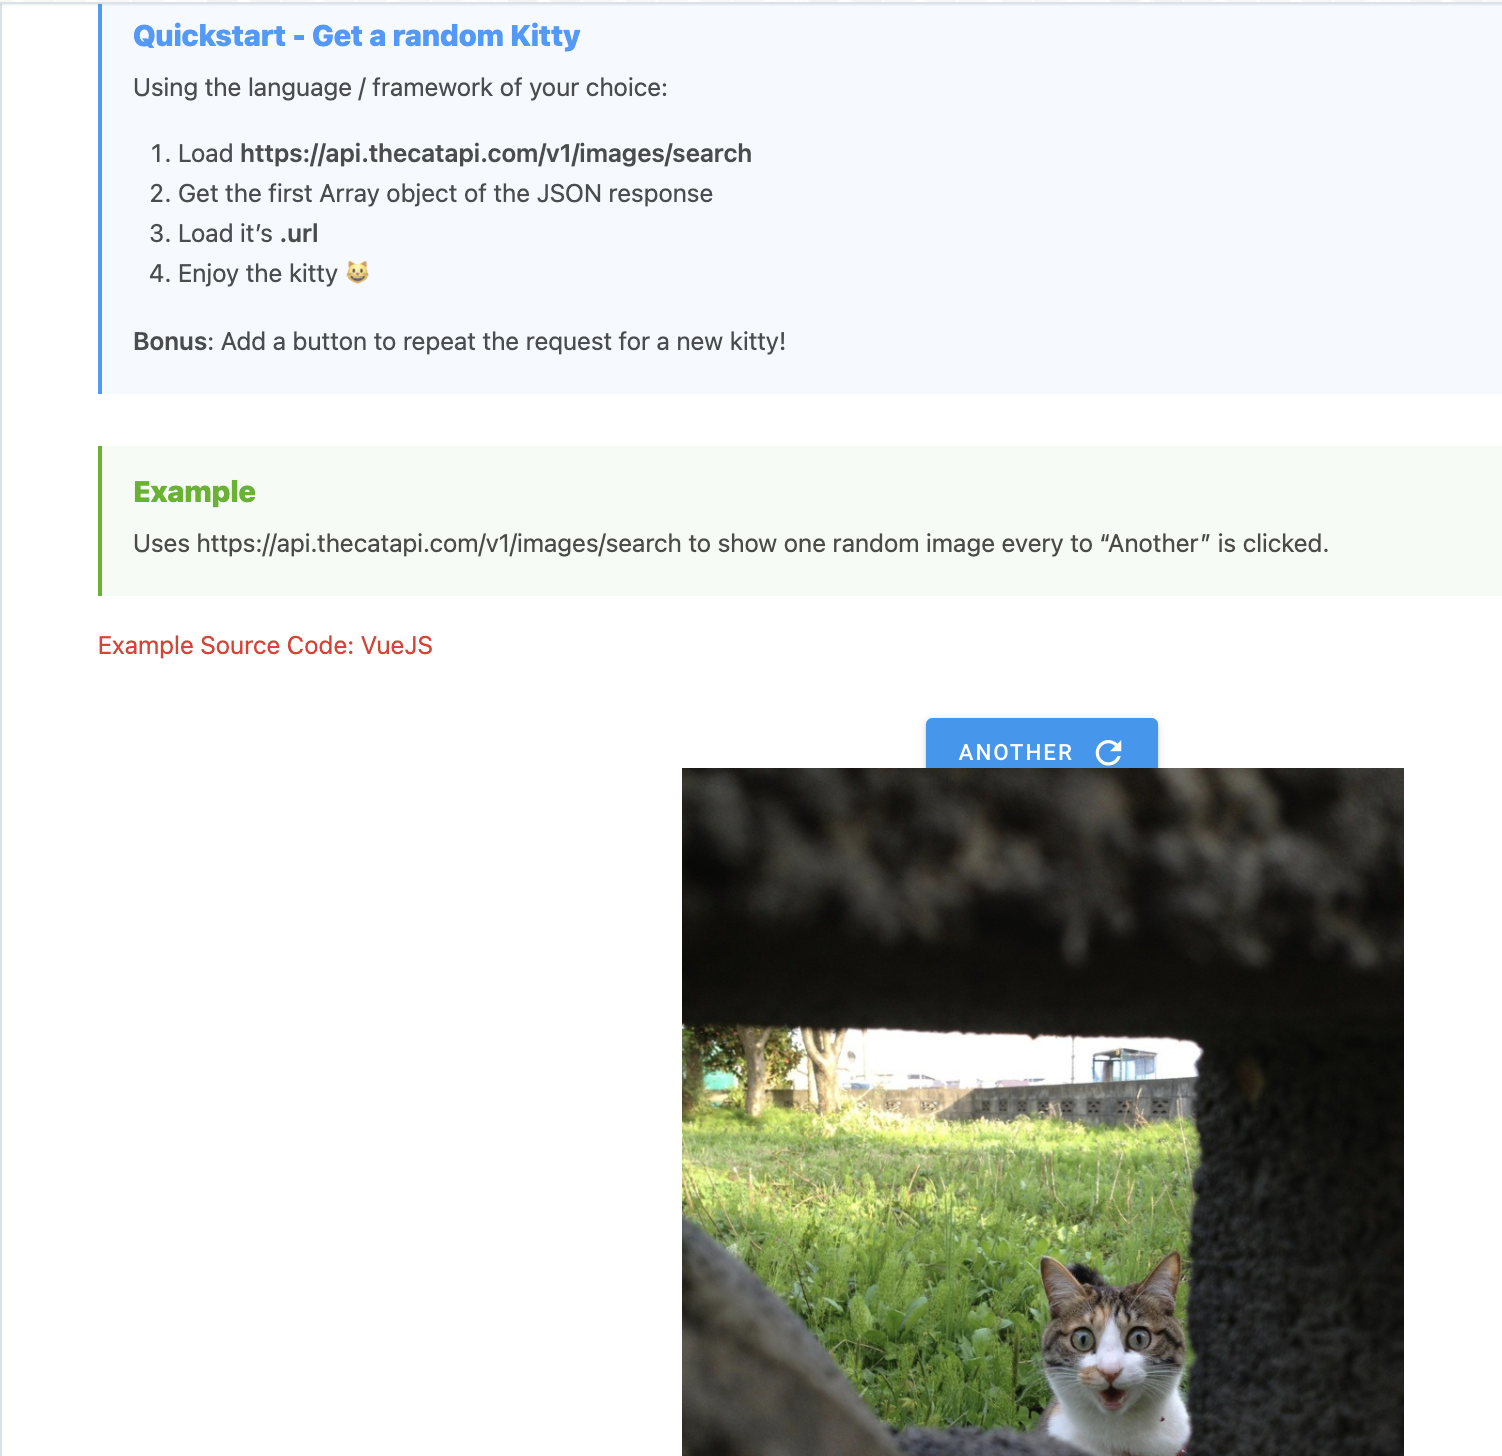 Quickstart - Get a random Kitty
Using the language / framework of your choice:
1. Load https://api.thecatapi.com/v1/images/search
2. Get the first Array object of the JSON response
3. Load it’s .url
4. Enjoy the kitty 😺
Bonus: Add a button to repeat the request for a new kitty!
Example
Uses https://api.thecatapi.com/v1/images/search to show one random image every to “Another” is clicked.
Example Source Code: VueJS
ANOTHER